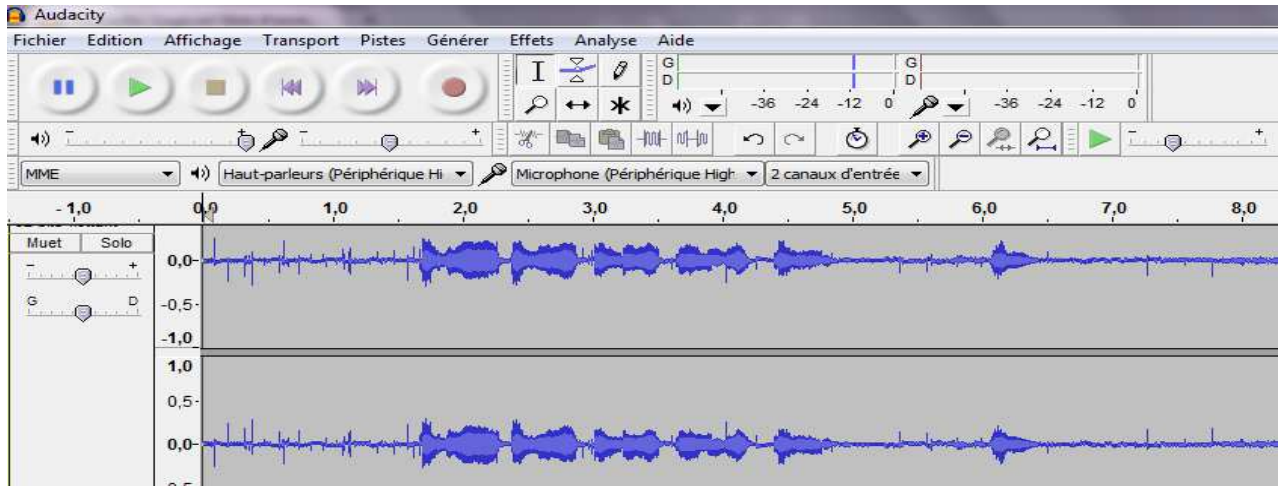 Audacity
Fichier Edition Affichage Transport Pistes Générer Effets Analyse Aide
G G
D D
-36 -24 -12 0 -36 -24 -12 0
- + - + - +
MME Haut-parleurs (Périphérique Hi Microphone (Périphérique High 2 canaux d'entrée
- 1,0 0,0 1,0 2,0 3,0 4,0 5,0 6,0 7,0 8,0
Muet Solo
- +
0,0-
G D
-0,5-
-1,0
1,0
0,5-
0,0-